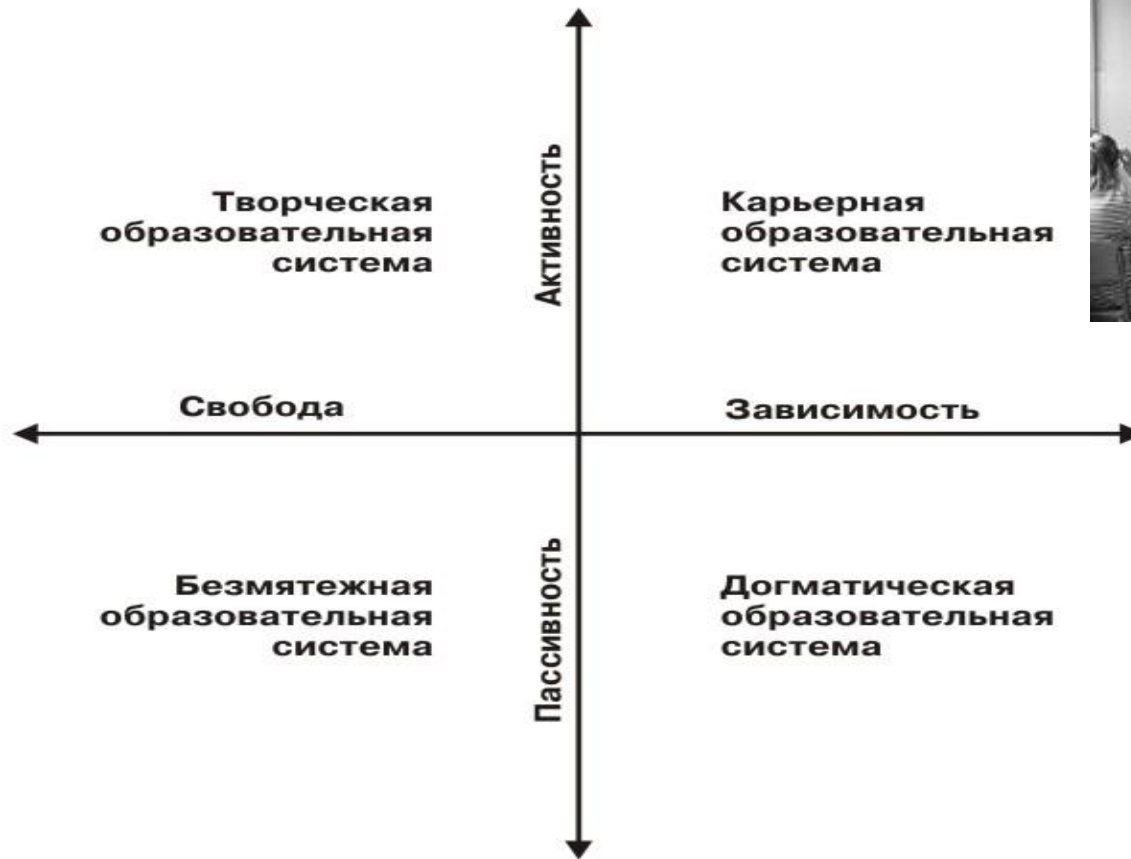 Активность
Творческая
образовательная
система
Карьерная
образовательная
система
Свобода
Зависимость
Пассивность
Безмятежная
образовательная
система
Догматическая
образовательная
система